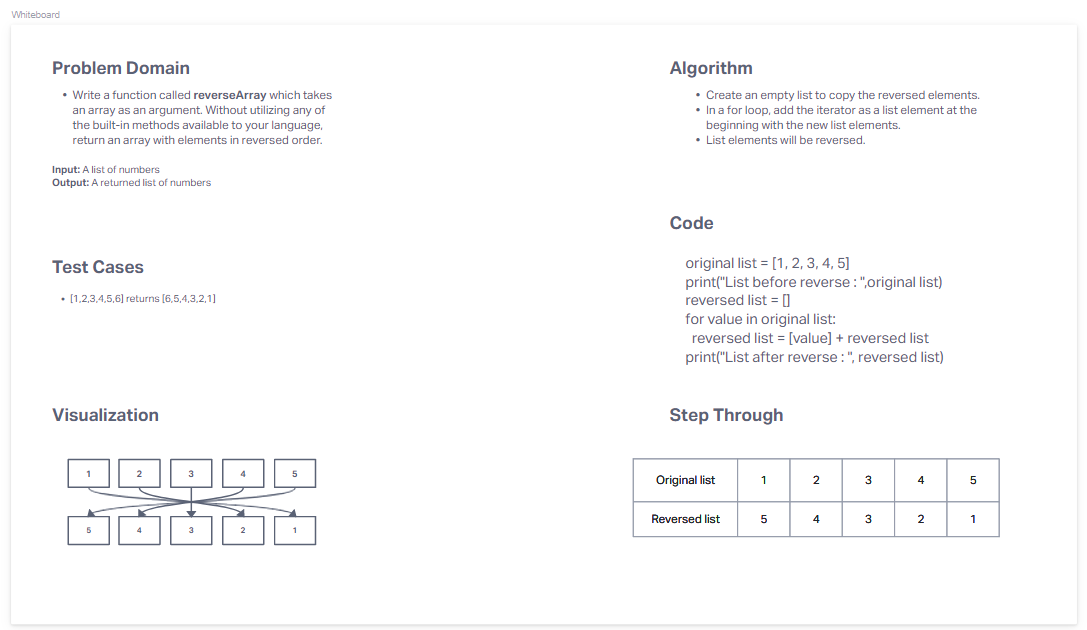 Whiteboard
Problem Domain
• Write a function called reverseArray which takes
an array as an argument. Without utilizing any of
the built-in methods available to your language,
return an array with elements in reversed order.
Input: A list of numbers
Output: A returned list of numbers
Test Cases
• [1,2,3,4,5,6] returns [6,5,4,3,2,1]
Visualization
1 2 3 4 5
5 4 3 2 1
Algorithm
• Create an empty list to copy the reversed elements.
• In a for loop, add the iterator as a list element at the
beginning with the new list elements.
• List elements will be reversed.
Code
original list = [1, 2, 3, 4, 5]
print("List before reverse : ",original list)
reversed list = []
for value in original list:
reversed list = [value] + reversed list
print("List after reverse : ", reversed list)
Step Through
Original list 1 2 3 4 5
Reversed list 5 4 3 2 1